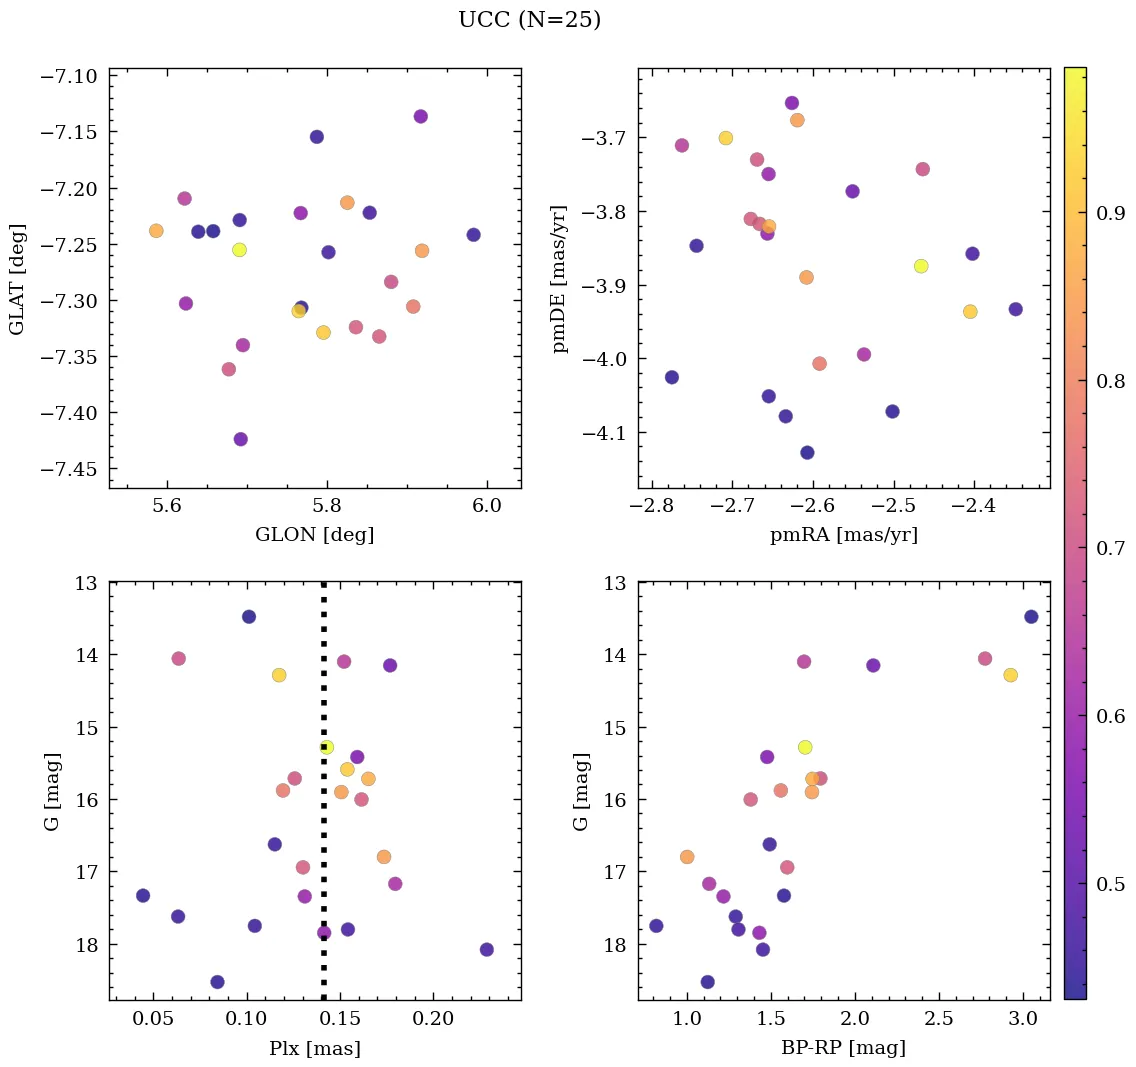 UCC (N=25)
−7.10
−7.15
−7.20
−7.25
−7.30
−7.35
−7.40
−7.45
GLAT [deg]
5.6 5.8 6.0
GLON [deg]
−3.7
−3.8
−3.9
−4.0
−4.1
pmDE [mas/yr]
−2.8 −2.7 −2.6 −2.5 −2.4
pmRA [mas/yr]
13
14
15
16
17
18
G [mag]
0.05 0.10 0.15 0.20
Plx [mas]
13
14
15
16
17
18
G [mag]
1.0 1.5 2.0 2.5 3.0
BP-RP [mag]
0.9
0.8
0.7
0.6
0.5